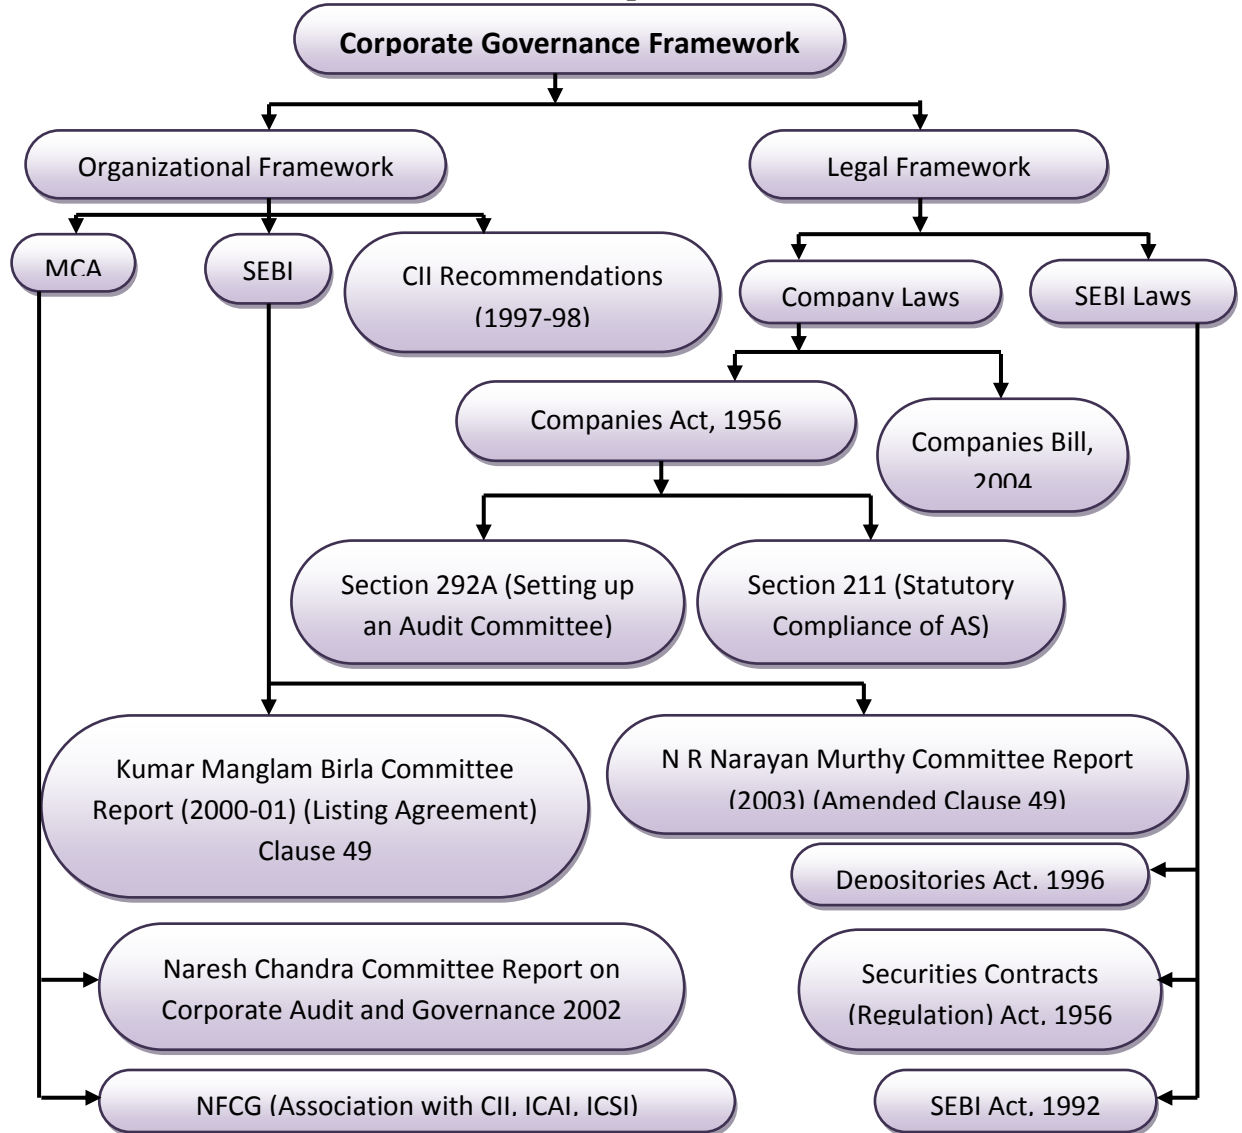 Corporate Governance Framework
Organizational Framework
Legal Framework
MCA
SEBI
CII Recommendations
(1997-98)
Company Laws
SEBI Laws
Companies Act, 1956
Companies Bill,
2004
Section 292A (Setting up
an Audit Committee)
Section 211 (Statutory
Compliance of AS)
Kumar Manglam Birla Committee
Report (2000-01) (Listing Agreement)
Clause 49
N R Narayan Murthy Committee Report
(2003) (Amended Clause 49)
Depositories Act, 1996
Naresh Chandra Committee Report on
Corporate Audit and Governance 2002
Securities Contracts
(Regulation) Act, 1956
NFCG (Association with CII, ICAI, ICSI)
SEBI Act, 1992